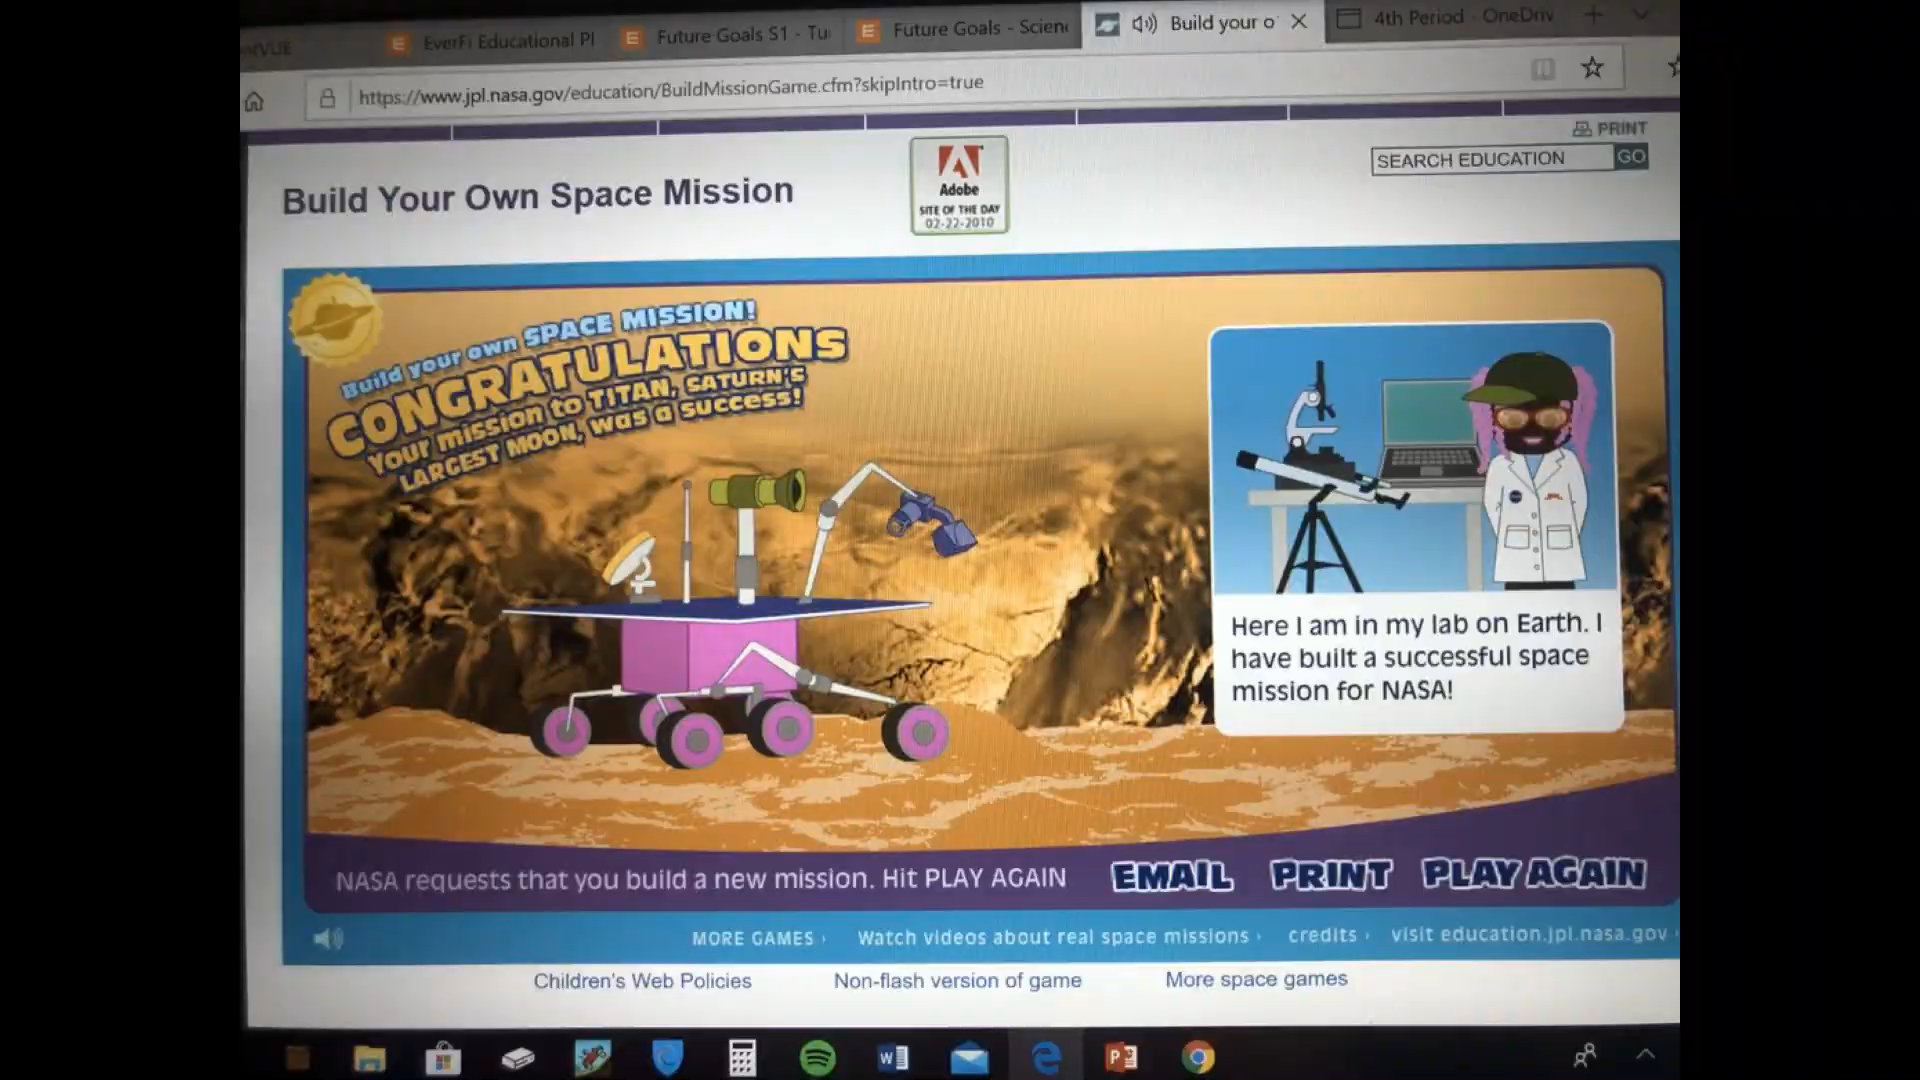 EverFi Educational Pl
Future Goals S1 - Tu
Future Goals - Scienc
Build your o
4th Period - OneDriv
https://www.jpl.nasa.gov/education/BuildMissionGame.cfm?skipIntro=true
PRINT
SEARCH EDUCATION
GO
Build Your Own Space Mission
Adobe
SITE OF THE DAY
02-22-2010
Build your own SPACE MISSION!
CONGRATULATIONS
Your mission to TITAN, SATURN'S
LARGEST MOON, was a success!
Here I am in my lab on Earth. I
have built a successful space
mission for NASA!
NASA requests that you build a new mission. Hit PLAY AGAIN
EMAIL
PRINT
PLAY AGAIN
MORE GAMES ›
Watch videos about real space missions ›
credits ›
visit education.jpl.nasa.gov ›
Children's Web Policies
Non-flash version of game
More space games